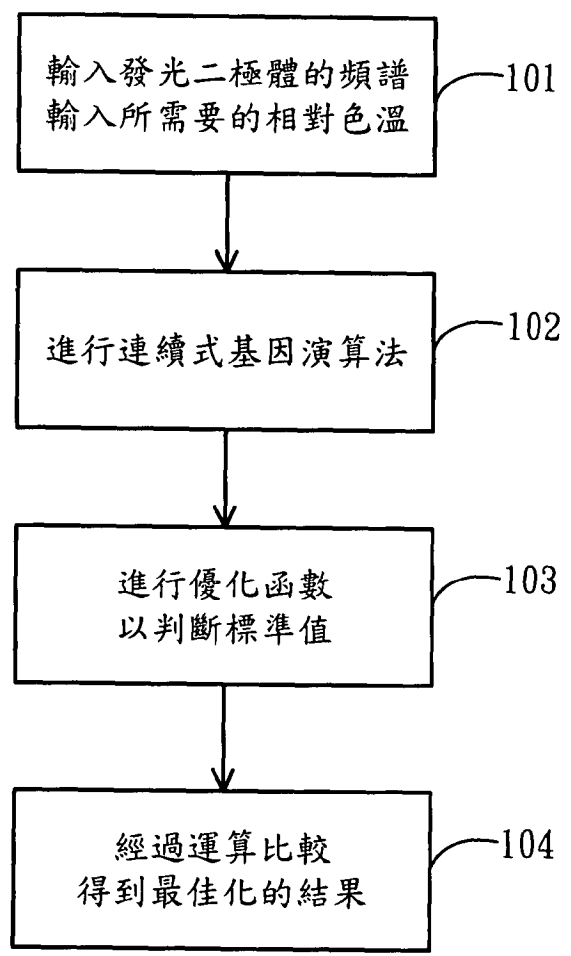 輸入發光二極體的頻譜
輸入所需要的相對色溫
101
進行連續式基因演算法
102
進行優化函數
以判斷標準值
103
經過運算比較
得到最佳化的結果
104